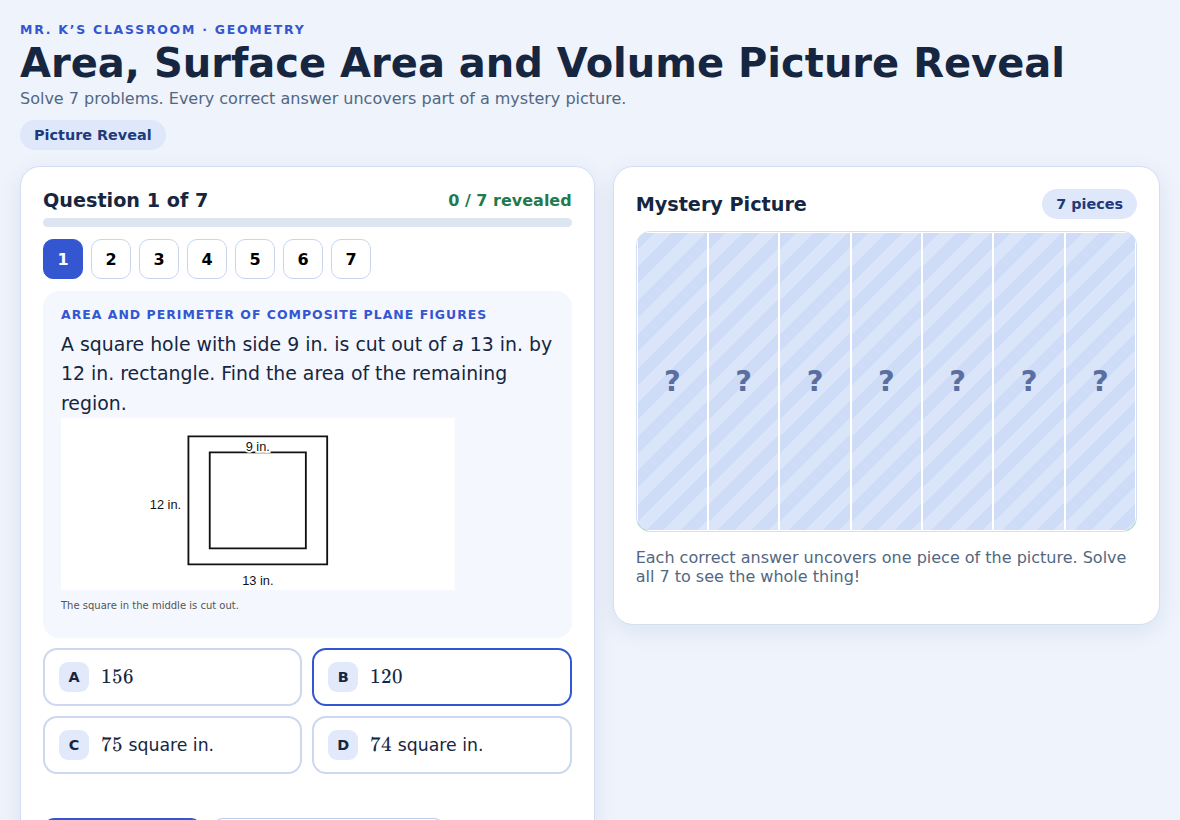 MR. K’S CLASSROOM · GEOMETRY
Area, Surface Area and Volume Picture Reveal
Solve 7 problems. Every correct answer uncovers part of a mystery picture.
Picture Reveal
Question 1 of 7
0 / 7 revealed
1 2 3 4 5 6 7
AREA AND PERIMETER OF COMPOSITE PLANE FIGURES
A square hole with side 9 in. is cut out of a 13 in. by
12 in. rectangle. Find the area of the remaining
region.
9 in.
12 in.
13 in.
The square in the middle is cut out.
A 156
B 120
C 75 square in.
D 74 square in.
Mystery Picture
7 pieces
? ? ? ? ? ? ?
Each correct answer uncovers one piece of the picture. Solve
all 7 to see the whole thing!